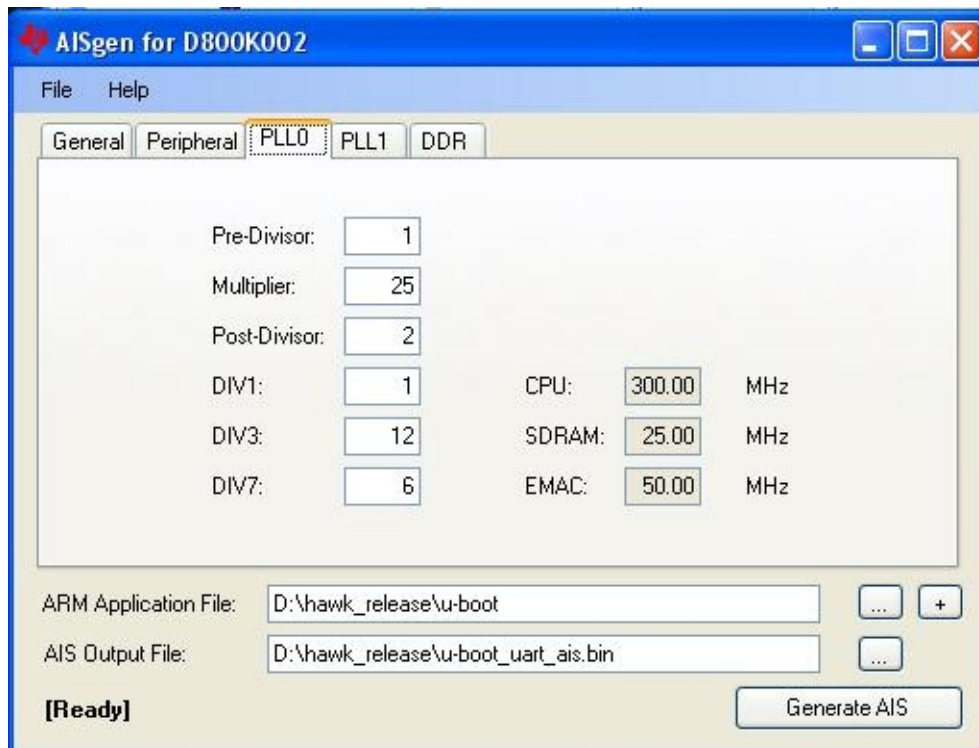 AISgen for D800K002
File Help
General Peripheral PLL0 PLL1 DDR
Pre-Divisor: 1
Multiplier: 25
Post-Divisor: 2
DIV1: 1 CPU: 300.00 MHz
DIV3: 12 SDRAM: 25.00 MHz
DIV7: 6 EMAC: 50.00 MHz
ARM Application File: D:\hawk_release\u-boot ... +
AIS Output File: D:\hawk_release\u-boot_uart_ais.bin ...
[Ready] Generate AIS